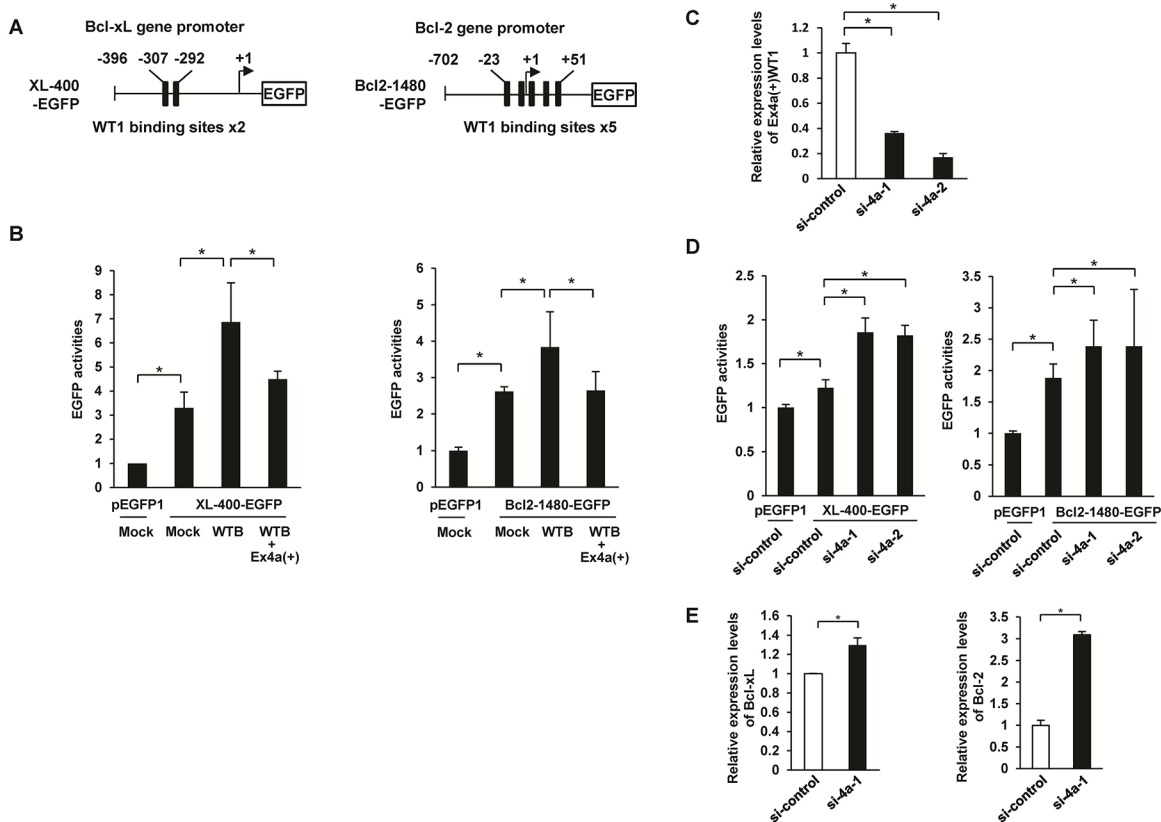 A
Bcl-xL gene promoter
-396 -307 -292 +1
XL-400
-EGFP
EGFP
WT1 binding sites x2
Bcl-2 gene promoter
-702 -23 +1 +51
Bcl2-1480
-EGFP
EGFP
WT1 binding sites x5
B
EGFP activities
9
8
7
6
5
4
3
2
1
0
* * *
pEGFP1 XL-400-EGFP
Mock Mock WTB WTB
+
Ex4a(+)
EGFP activities
6
5
4
3
2
1
0
* * *
pEGFP1 Bcl2-1480-EGFP
Mock Mock WTB WTB
+
Ex4a(+)
C
Relative expression levels
of Ex4a(+)WT1
1.2
1
0.8
0.6
0.4
0.2
0
* *
si-control si-4a-1 si-4a-2
D
EGFP activities
2.5
2
1.5
1
0.5
0
* * *
pEGFP1 XL-400-EGFP
si-control si-control si-4a-1 si-4a-2
EGFP activities
3.5
3
2.5
2
1.5
1
0.5
0
* * *
pEGFP1 Bcl2-1480-EGFP
si-control si-control si-4a-1 si-4a-2
E
Relative expression levels
of Bcl-xL
1.6
1.4
1.2
1
0.8
0.6
0.4
0.2
0
*
si-control si-4a-1
Relative expression levels
of Bcl-2
3.5
3
2.5
2
1.5
1
0.5
0
*
si-control si-4a-1